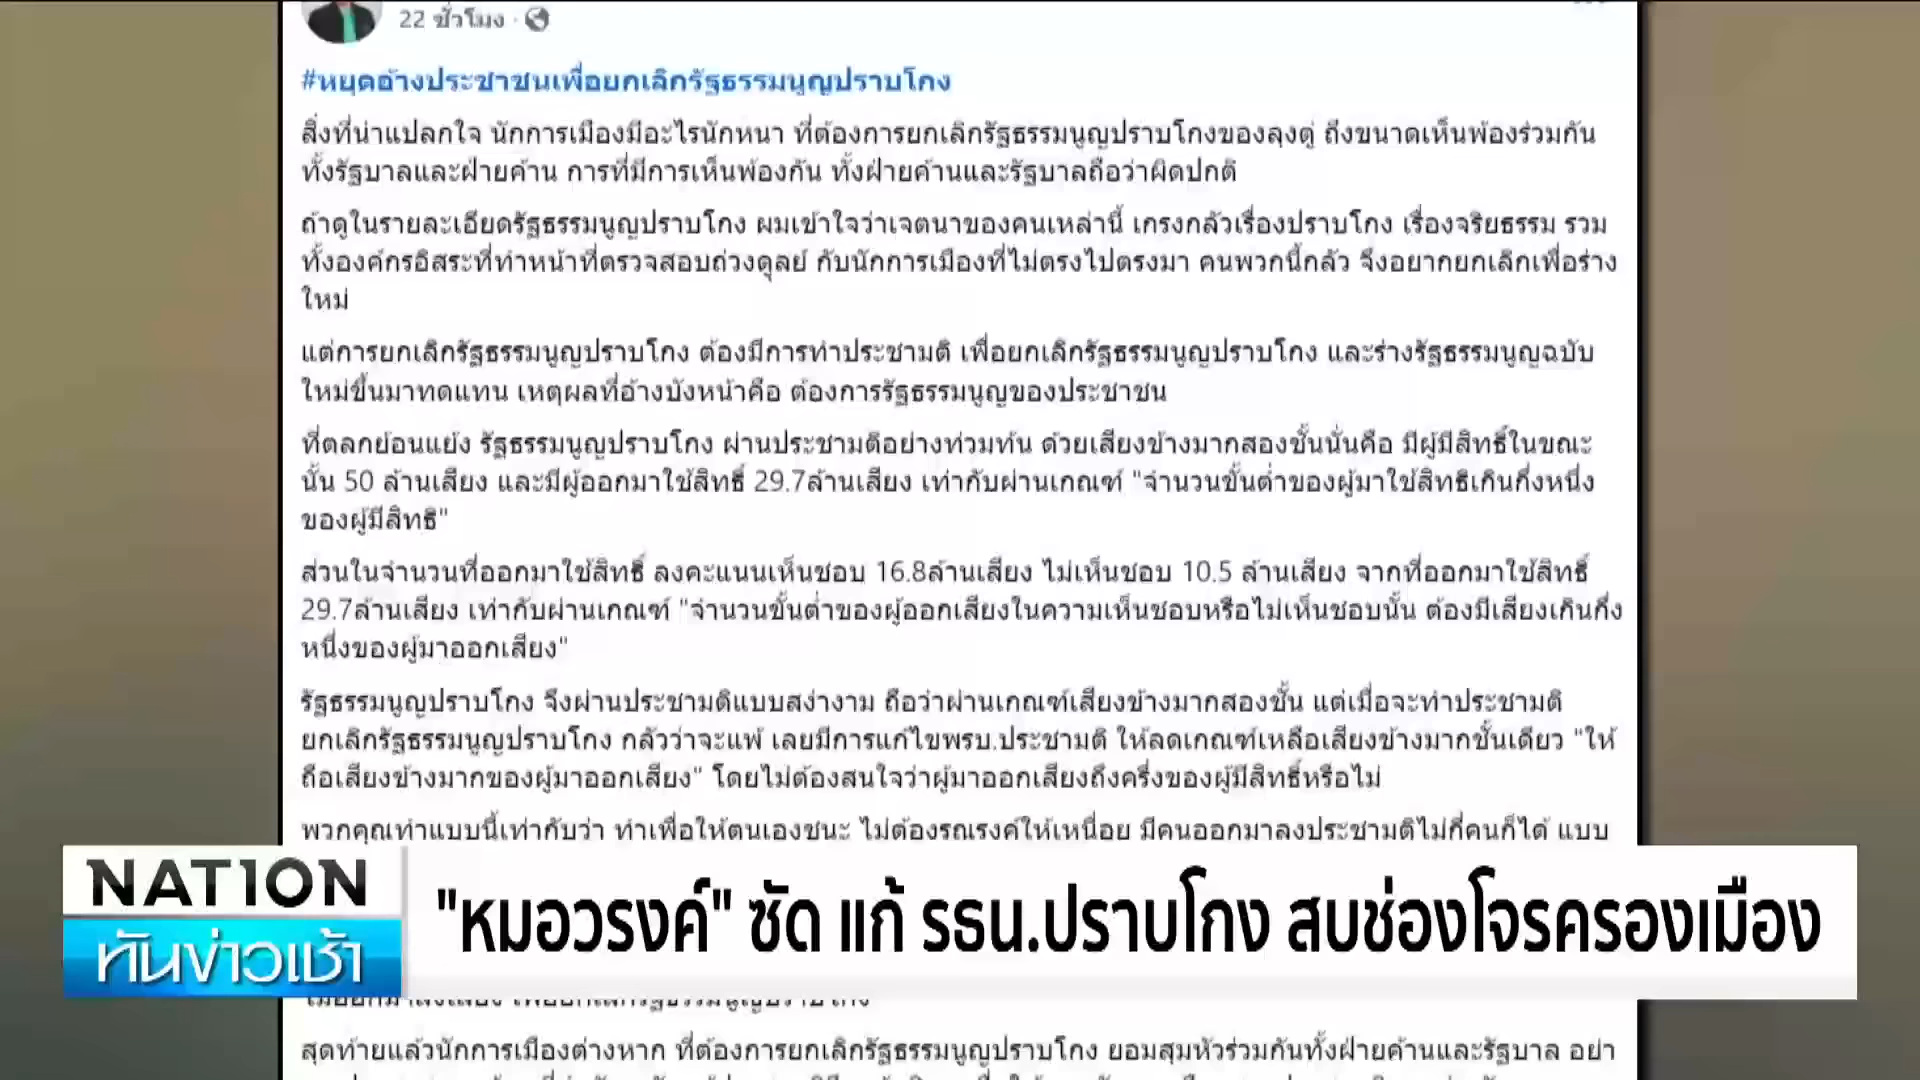 22 ชั่วโมง ·
#หยุดอ้างประชาชนเพื่อยกเลิกรัฐธรรมนูญปราบโกง
สิ่งที่น่าแปลกใจ นักการเมืองมีอะไรนักหนา ที่ต้องการยกเลิกรัฐธรรมนูญปราบโกงของลุงตู่ ถึงขนาดเห็นพ้องร่วมกัน
ทั้งรัฐบาลและฝ่ายค้าน การที่มีการเห็นพ้องกัน ทั้งฝ่ายค้านและรัฐบาลถือว่าผิดปกติ
ถ้าดูในรายละเอียดรัฐธรรมนูญปราบโกง ผมเข้าใจว่าเจตนาของคนเหล่านี้ เกรงกลัวเรื่องปราบโกง เรื่องจริยธรรม รวม
ทั้งองค์กรอิสระที่ทำหน้าที่ตรวจสอบถ่วงดุลย์ กับนักการเมืองที่ไม่ตรงไปตรงมา คนพวกนี้กลัว จึงอยากยกเลิกเพื่อร่าง
ใหม่
แต่การยกเลิกรัฐธรรมนูญปราบโกง ต้องมีการทำประชามติ เพื่อยกเลิกรัฐธรรมนูญปราบโกง และร่างรัฐธรรมนูญฉบับ
ใหม่ขึ้นมาทดแทน เหตุผลที่อ้างบังหน้าคือ ต้องการรัฐธรรมนูญของประชาชน
ที่ตลกย้อนแย้ง รัฐธรรมนูญปราบโกง ผ่านประชามติอย่างท่วมท้น ด้วยเสียงข้างมากสองชั้นนั่นคือ มีผู้มีสิทธิ์ในขณะ
นั้น 50 ล้านเสียง และมีผู้ออกมาใช้สิทธิ์ 29.7ล้านเสียง เท่ากับผ่านเกณฑ์ "จำนวนขั้นต่ำของผู้มาใช้สิทธิเกินกึ่งหนึ่ง
ของผู้มีสิทธิ"
ส่วนในจำนวนที่ออกมาใช้สิทธิ์ ลงคะแนนเห็นชอบ 16.8ล้านเสียง ไม่เห็นชอบ 10.5 ล้านเสียง จากที่ออกมาใช้สิทธิ์
29.7ล้านเสียง เท่ากับผ่านเกณฑ์ "จำนวนขั้นต่ำของผู้ออกเสียงในความเห็นชอบหรือไม่เห็นชอบนั้น ต้องมีเสียงเกินกึ่ง
หนึ่งของผู้มาออกเสียง"
รัฐธรรมนูญปราบโกง จึงผ่านประชามติแบบสง่างาม ถือว่าผ่านเกณฑ์เสียงข้างมากสองชั้น แต่เมื่อจะทำประชามติ
ยกเลิกรัฐธรรมนูญปราบโกง กลัวว่าจะแพ้ เลยมีการแก้ไขพรบ.ประชามติ ให้ลดเกณฑ์เหลือเสียงข้างมากชั้นเดียว "ให้
ถือเสียงข้างมากของผู้มาออกเสียง" โดยไม่ต้องสนใจว่าผู้มาออกเสียงถึงครึ่งของผู้มีสิทธิ์หรือไม่
พวกคุณทำแบบนี้เท่ากับว่า ทำเพื่อให้ตนเองชนะ ไม่ต้องรณรงค์ให้เหนื่อย มีคนออกมาลงประชามติไม่กี่คนก็ได้ แบบ
NATION
ทันข่าวเช้า
"หมอวรงค์" ซัด แก้ รธน.ปราบโกง สบช่องโจรครองเมือง
สุดท้ายแล้วนักการเมืองต่างหาก ที่ต้องการยกเลิกรัฐธรรมนูญปราบโกง ยอมสุมหัวร่วมกันทั้งฝ่ายค้านและรัฐบาล อย่า